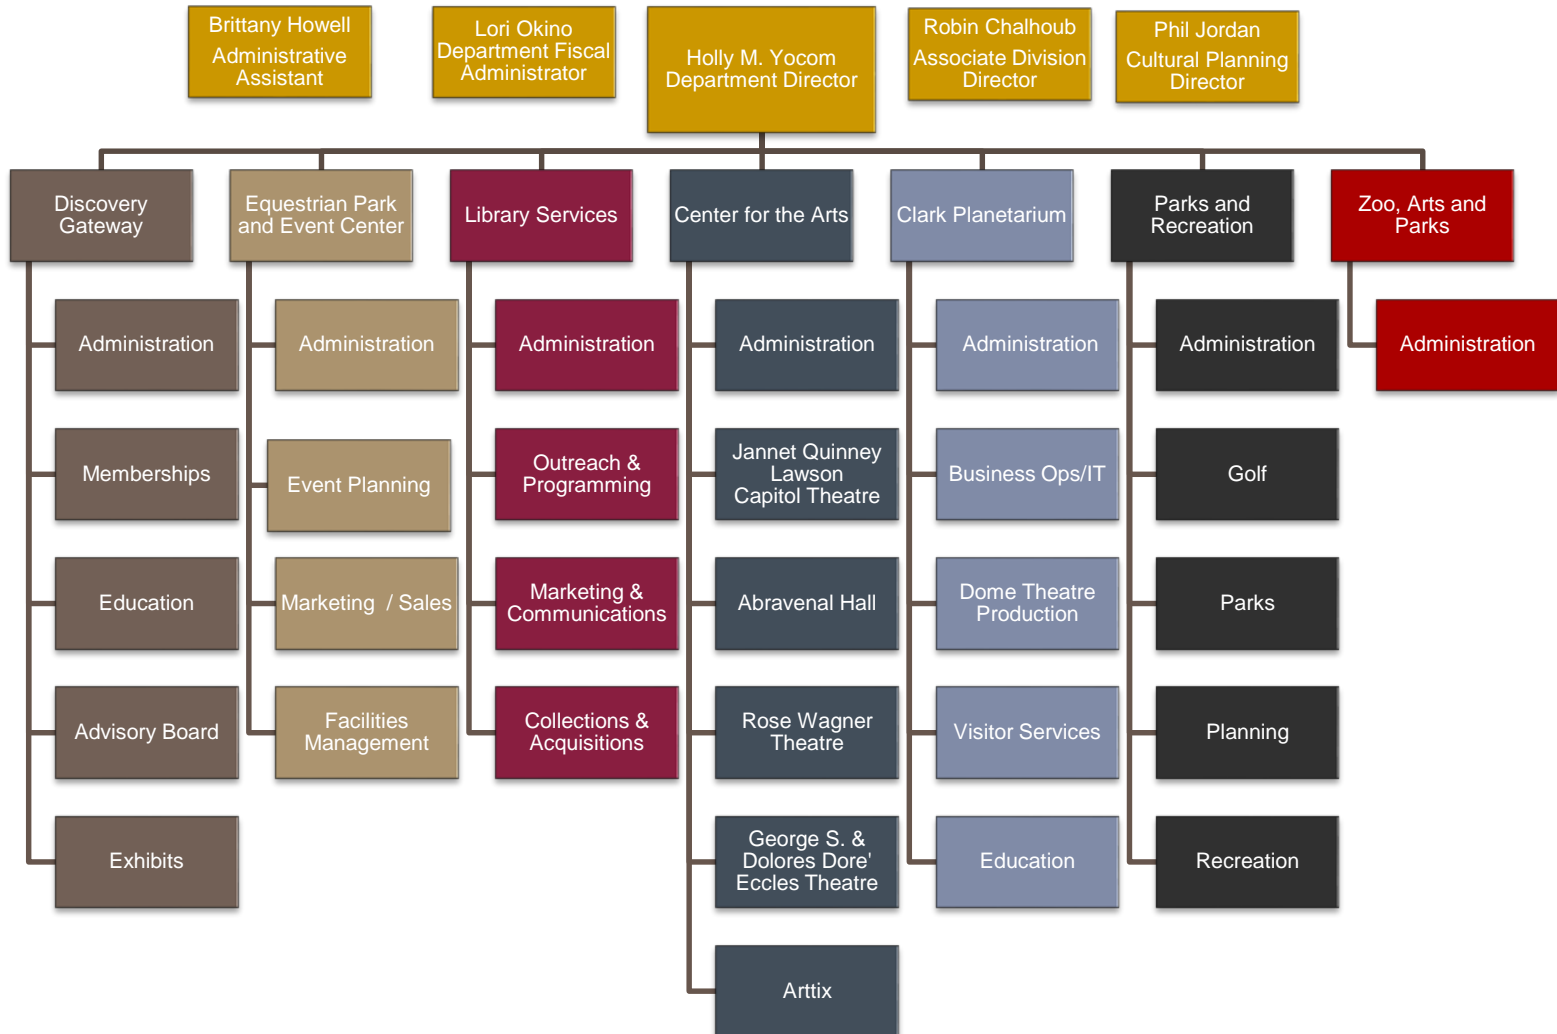 Brittany Howell
Administrative
Assistant
Lori Okino
Department Fiscal
Administrator
Holly M. Yocom
Department Director
Robin Chalhoub
Associate Division
Director
Phil Jordan
Cultural Planning
Director
Discovery
Gateway
Equestrian Park
and Event Center
Library Services
Center for the Arts
Clark Planetarium
Parks and
Recreation
Zoo, Arts and
Parks
Administration
Administration
Administration
Administration
Administration
Administration
Administration
Memberships
Event Planning
Outreach &
Programming
Jannet Quinney
Lawson
Capitol Theatre
Business Ops/IT
Golf
Education
Marketing / Sales
Marketing &
Communications
Abravenal Hall
Dome Theatre
Production
Parks
Advisory Board
Facilities
Management
Collections &
Acquisitions
Rose Wagner
Theatre
Visitor Services
Planning
Exhibits
George S. &
Dolores Dore'
Eccles Theatre
Education
Recreation
Arttix